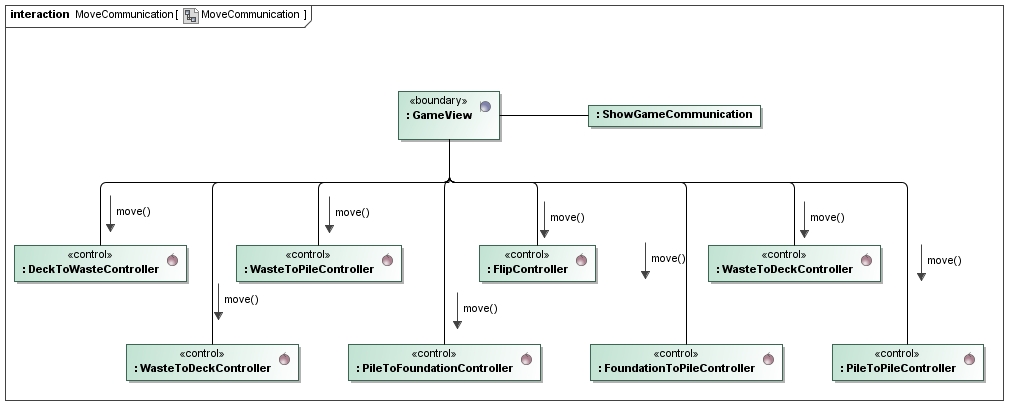 interaction MoveCommunication [ MoveCommunication ]
«boundary»
: GameView
: ShowGameCommunication
move()
move()
move()
move()
«control»
: DeckToWasteController
«control»
: WasteToPileController
«control»
: FlipController
move()
«control»
: WasteToDeckController
move()
move()
move()
«control»
: WasteToDeckController
«control»
: PileToFoundationController
«control»
: FoundationToPileController
«control»
: PileToPileController